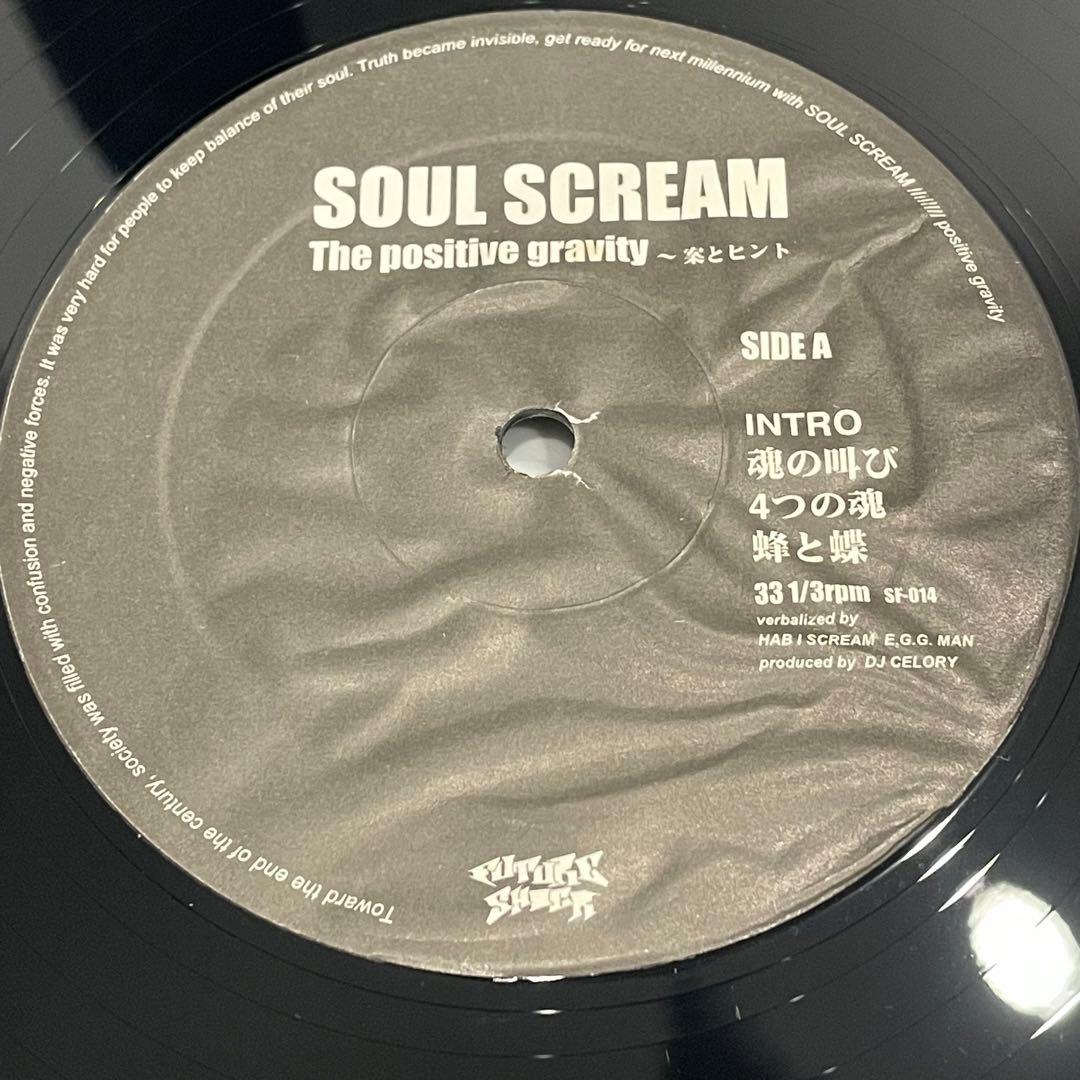 Toward the end of the century, society was filled with confusion and negative forces. It was very hard for people to keep balance of their soul. Truth became invisible, get ready for next millennium with SOUL SCREAM //////// positive gravity
SOUL SCREAM
The positive gravity ～ 案とヒント
SIDE A
INTRO
魂の叫び
4つの魂
蜂と蝶
33 1/3rpm SF-014
verbalized by
HAB I SCREAM E.G.G. MAN
produced by DJ CELORY
FUTURE
SHOCK